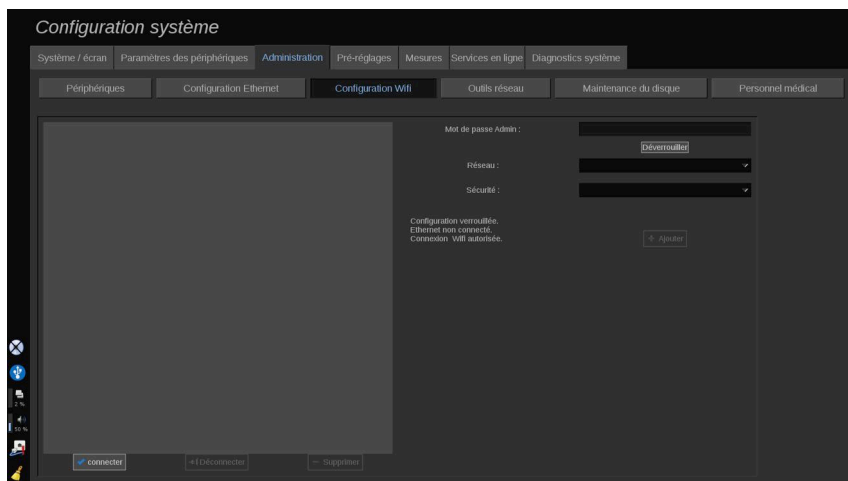 Configuration système
Système / écran Paramètres des périphériques Administration Pré-réglages Mesures Services en ligne Diagnostics système
Périphériques Configuration Ethernet Configuration Wifi Outils réseau Maintenance du disque Personnel médical
Mot de passe Admin :
Déverrouiller
Réseau :
Sécurité :
Configuration verrouillée.
Ethernet non connecté.
Connexion Wifi autorisée.
Ajouter
2 %
50 %
connecter Déconnecter Supprimer